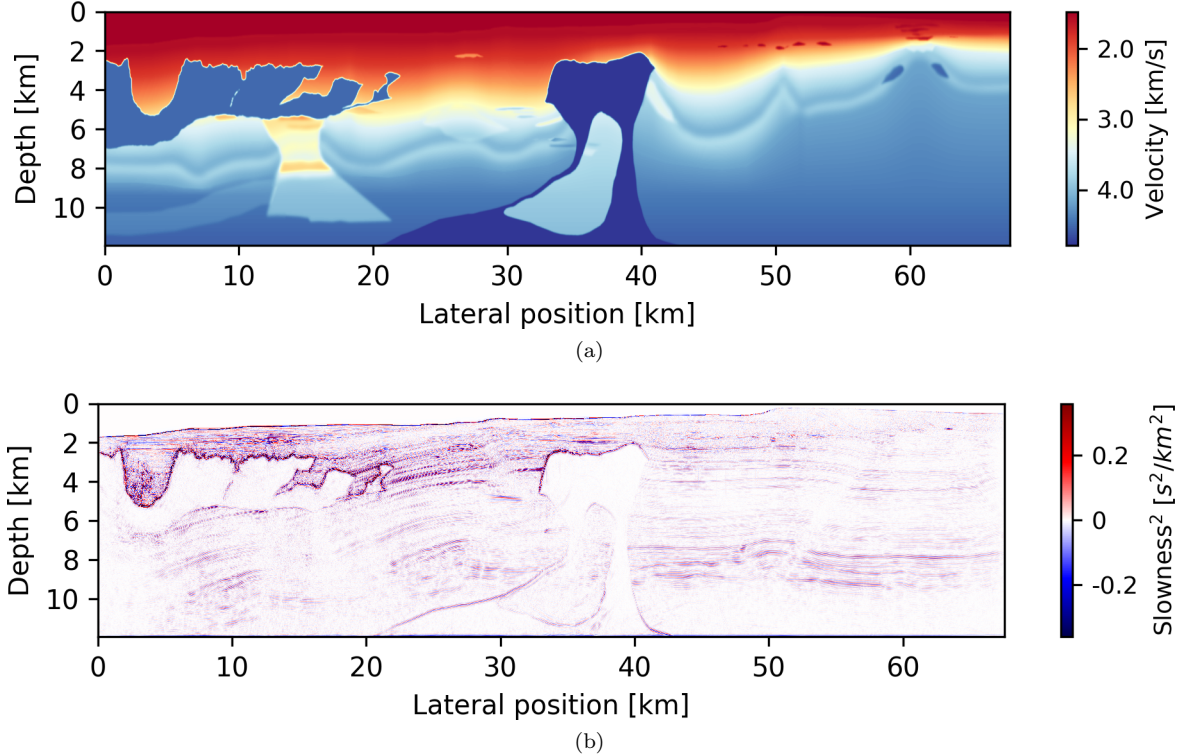 0
2
4
6
8
10
Depth [km]
0 10 20 30 40 50 60
Lateral position [km]
2.0
3.0
4.0
Velocity [km/s]
(a)
0
2
4
6
8
10
Depth [km]
0 10 20 30 40 50 60
Lateral position [km]
0.2
0
-0.2
Slowness² [s²/km²]
(b)